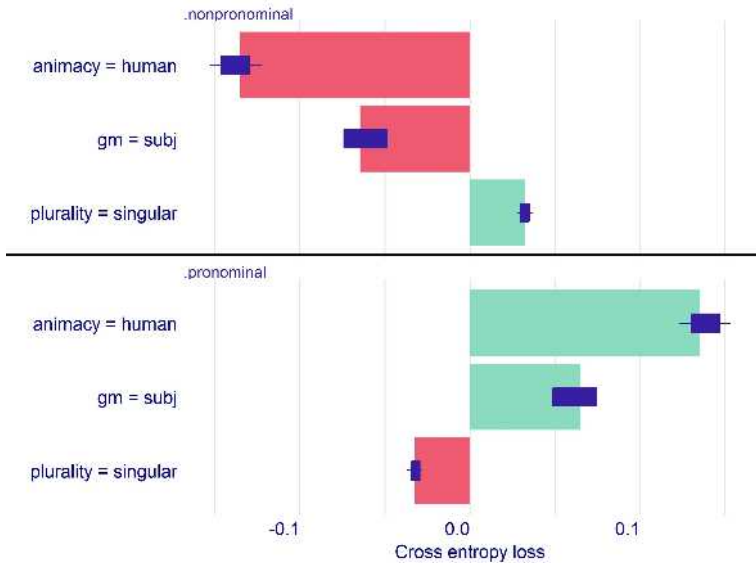 .nonpronominal
animacy = human
gm = subj
plurality = singular
.pronominal
animacy = human
gm = subj
plurality = singular
-0.1 0.0 0.1
Cross entropy loss